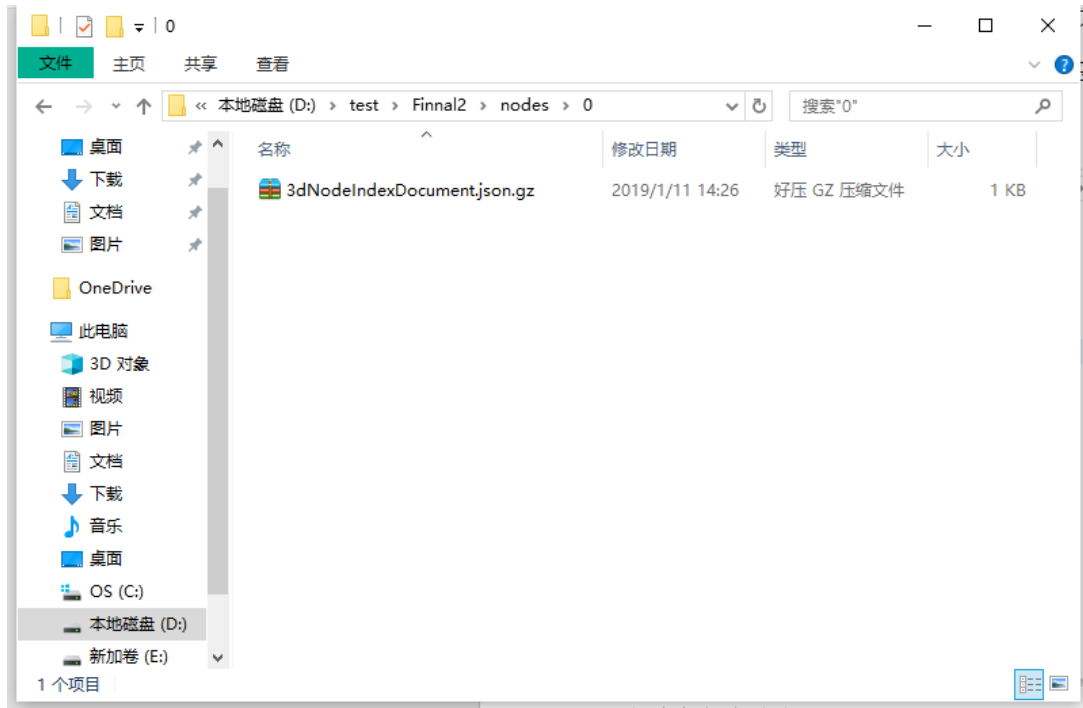 0
文件 主页 共享 查看
« 本地磁盘 (D:) › test › Finnal2 › nodes › 0 搜索"0"
桌面
下载
文档
图片
OneDrive
此电脑
3D 对象
视频
图片
文档
下载
音乐
桌面
OS (C:)
本地磁盘 (D:)
新加卷 (E:)
名称 修改日期 类型 大小
3dNodeIndexDocument.json.gz 2019/1/11 14:26 好压 GZ 压缩文件 1 KB
1 个项目